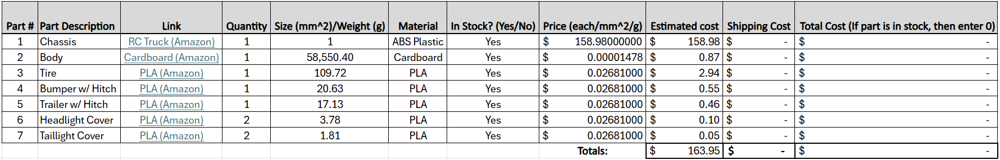 Part # Part Description Link Quantity Size (mm^2)/Weight (g) Material In Stock? (Yes/No) Price (each/mm^2/g) Estimated cost Shipping Cost Total Cost (If part is in stock, then enter 0)
1 Chassis RC Truck (Amazon) 1 1 ABS Plastic Yes $ 158.98000000 $ 158.98 $ - $ -
2 Body Cardboard (Amazon) 1 58,550.40 Cardboard Yes $ 0.00001478 $ 0.87 $ - $ -
3 Tire PLA (Amazon) 1 109.72 PLA Yes $ 0.02681000 $ 2.94 $ - $ -
4 Bumper w/ Hitch PLA (Amazon) 1 20.63 PLA Yes $ 0.02681000 $ 0.55 $ - $ -
5 Trailer w/ Hitch PLA (Amazon) 1 17.13 PLA Yes $ 0.02681000 $ 0.46 $ - $ -
6 Headlight Cover PLA (Amazon) 2 3.78 PLA Yes $ 0.02681000 $ 0.10 $ - $ -
7 Taillight Cover PLA (Amazon) 2 1.81 PLA Yes $ 0.02681000 $ 0.05 $ - $ -
Totals: $ 163.95 $ - $ -